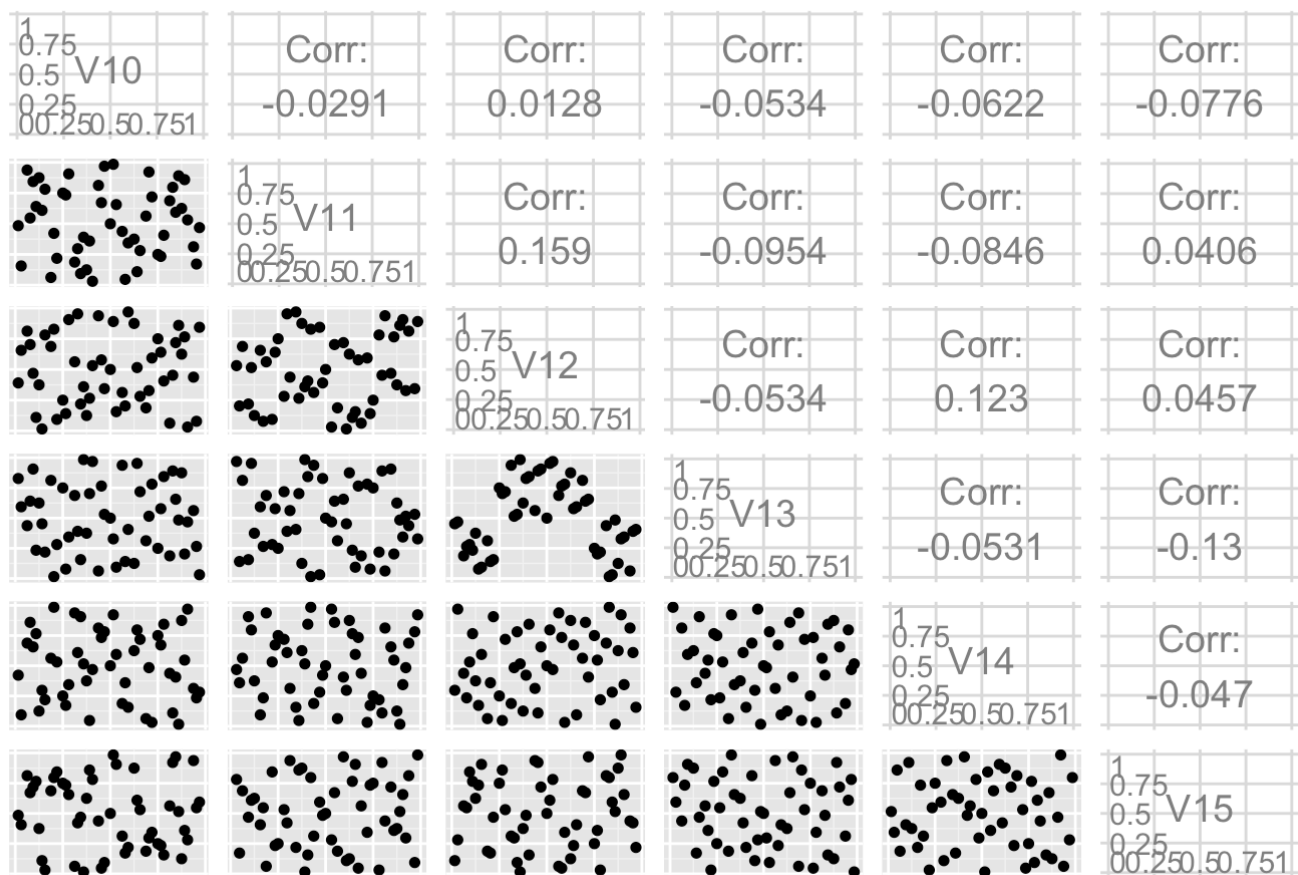 1
0.75
0.5 V10
0.25
00.250.50.751
Corr:
-0.0291
Corr:
0.0128
Corr:
-0.0534
Corr:
-0.0622
Corr:
-0.0776
1
0.75
0.5 V11
0.25
00.250.50.751
Corr:
0.159
Corr:
-0.0954
Corr:
-0.0846
Corr:
0.0406
1
0.75
0.5 V12
0.25
00.250.50.751
Corr:
-0.0534
Corr:
0.123
Corr:
0.0457
1
0.75
0.5 V13
0.25
00.250.50.751
Corr:
-0.0531
Corr:
-0.13
1
0.75
0.5 V14
0.25
00.250.50.751
Corr:
-0.047
1
0.75
0.5 V15
0.25
00.250.50.751